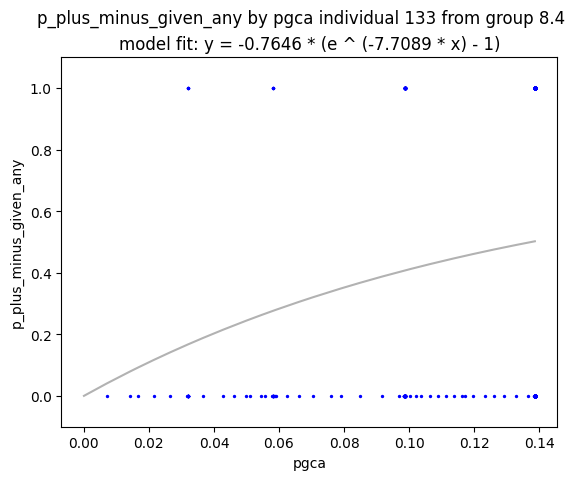 p_plus_minus_given_any by pgca individual 133 from group 8.4
model fit: y = -0.7646 * (e ^ (-7.7089 * x) - 1)
1.0
0.8
0.6
0.4
0.2
0.0
p_plus_minus_given_any
0.00 0.02 0.04 0.06 0.08 0.10 0.12 0.14
pgca